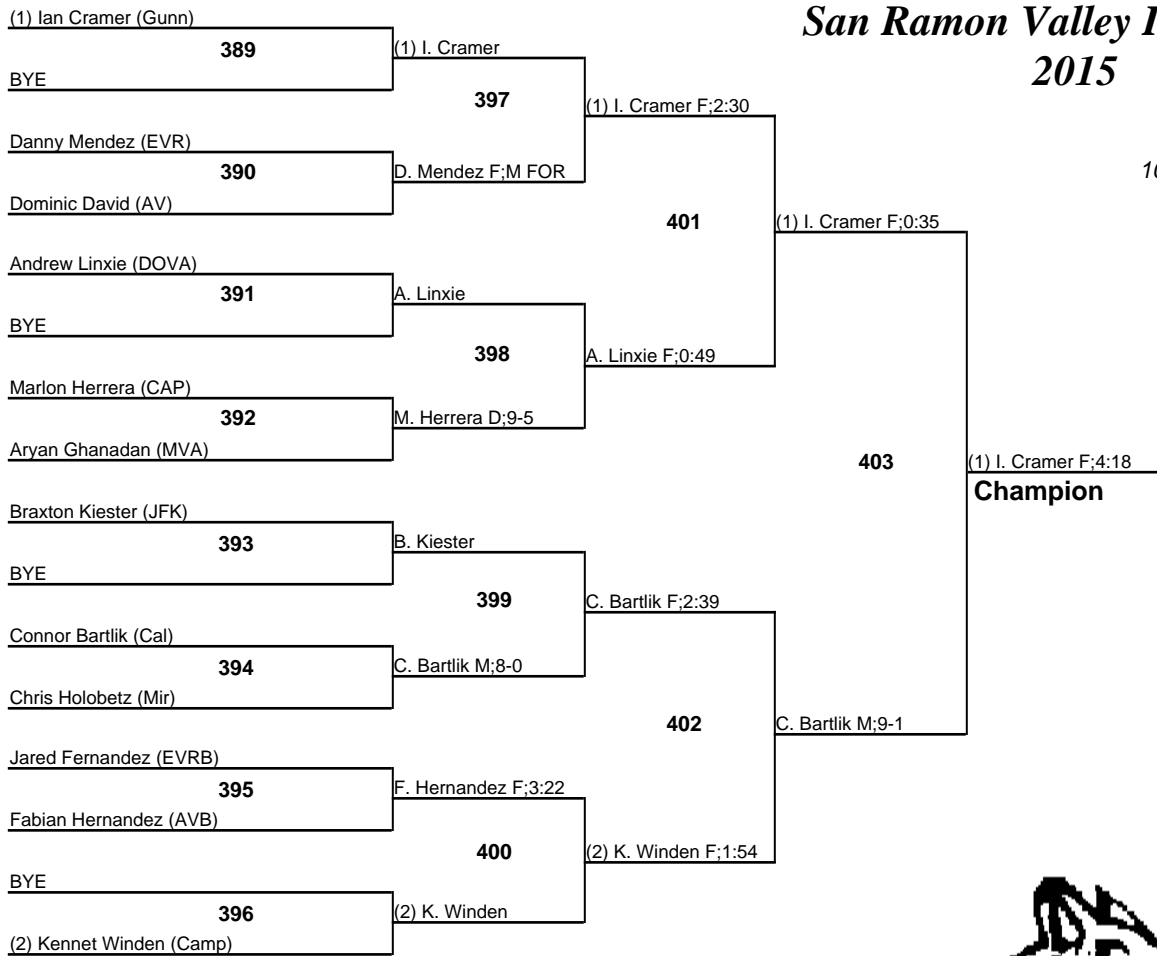 San Ramon Valley I
2015
10
(1) Ian Cramer (Gunn)
389
BYE
Danny Mendez (EVR)
390
Dominic David (AV)
Andrew Linxie (DOVA)
391
BYE
Marlon Herrera (CAP)
392
Aryan Ghanadan (MVA)
Braxton Kiester (JFK)
393
BYE
Connor Bartlik (Cal)
394
Chris Holobetz (Mir)
Jared Fernandez (EVRB)
395
Fabian Hernandez (AVB)
BYE
396
(2) Kennet Winden (Camp)
(1) I. Cramer
397
D. Mendez F;M FOR
A. Linxie
398
M. Herrera D;9-5
B. Kiester
399
C. Bartlik M;8-0
F. Hernandez F;3:22
400
(2) K. Winden
(1) I. Cramer F;2:30
401
A. Linxie F;0:49
C. Bartlik F;2:39
402
(2) K. Winden F;1:54
(1) I. Cramer F;0:35
403
C. Bartlik M;9-1
(1) I. Cramer F;4:18
Champion